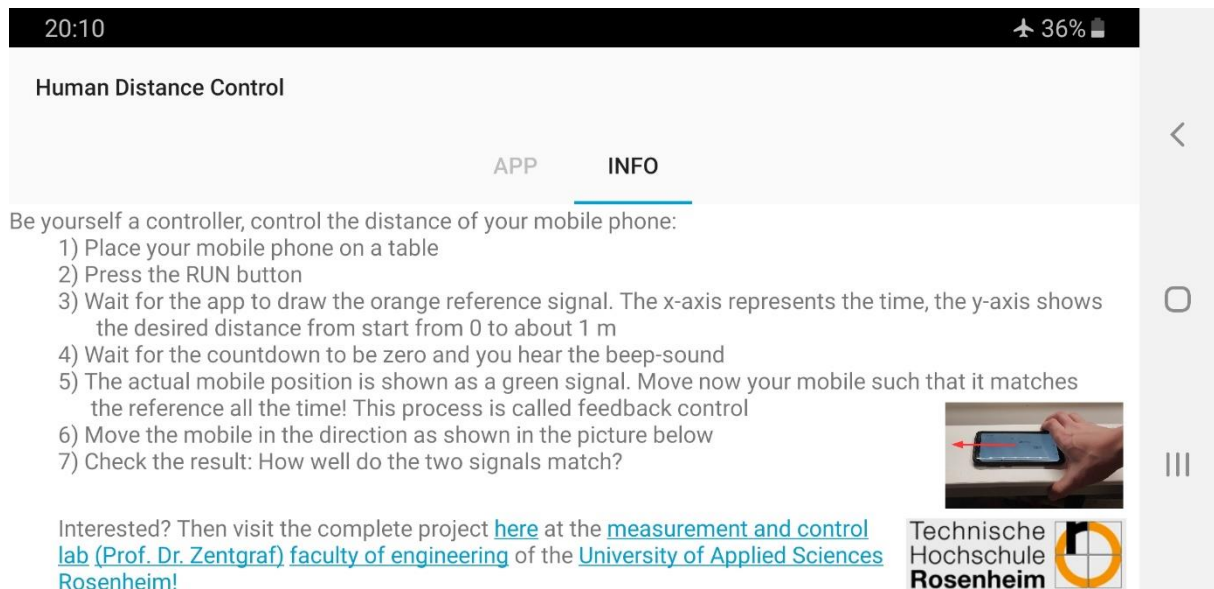 20:10
36%
Human Distance Control
APP
INFO
Be yourself a controller, control the distance of your mobile phone:
1) Place your mobile phone on a table
2) Press the RUN button
3) Wait for the app to draw the orange reference signal. The x-axis represents the time, the y-axis shows
the desired distance from start from 0 to about 1 m
4) Wait for the countdown to be zero and you hear the beep-sound
5) The actual mobile position is shown as a green signal. Move now your mobile such that it matches
the reference all the time! This process is called feedback control
6) Move the mobile in the direction as shown in the picture below
7) Check the result: How well do the two signals match?
Interested? Then visit the complete project here at the measurement and control
lab (Prof. Dr. Zentgraf) faculty of engineering of the University of Applied Sciences
Rosenheim!
Technische
Hochschule
Rosenheim